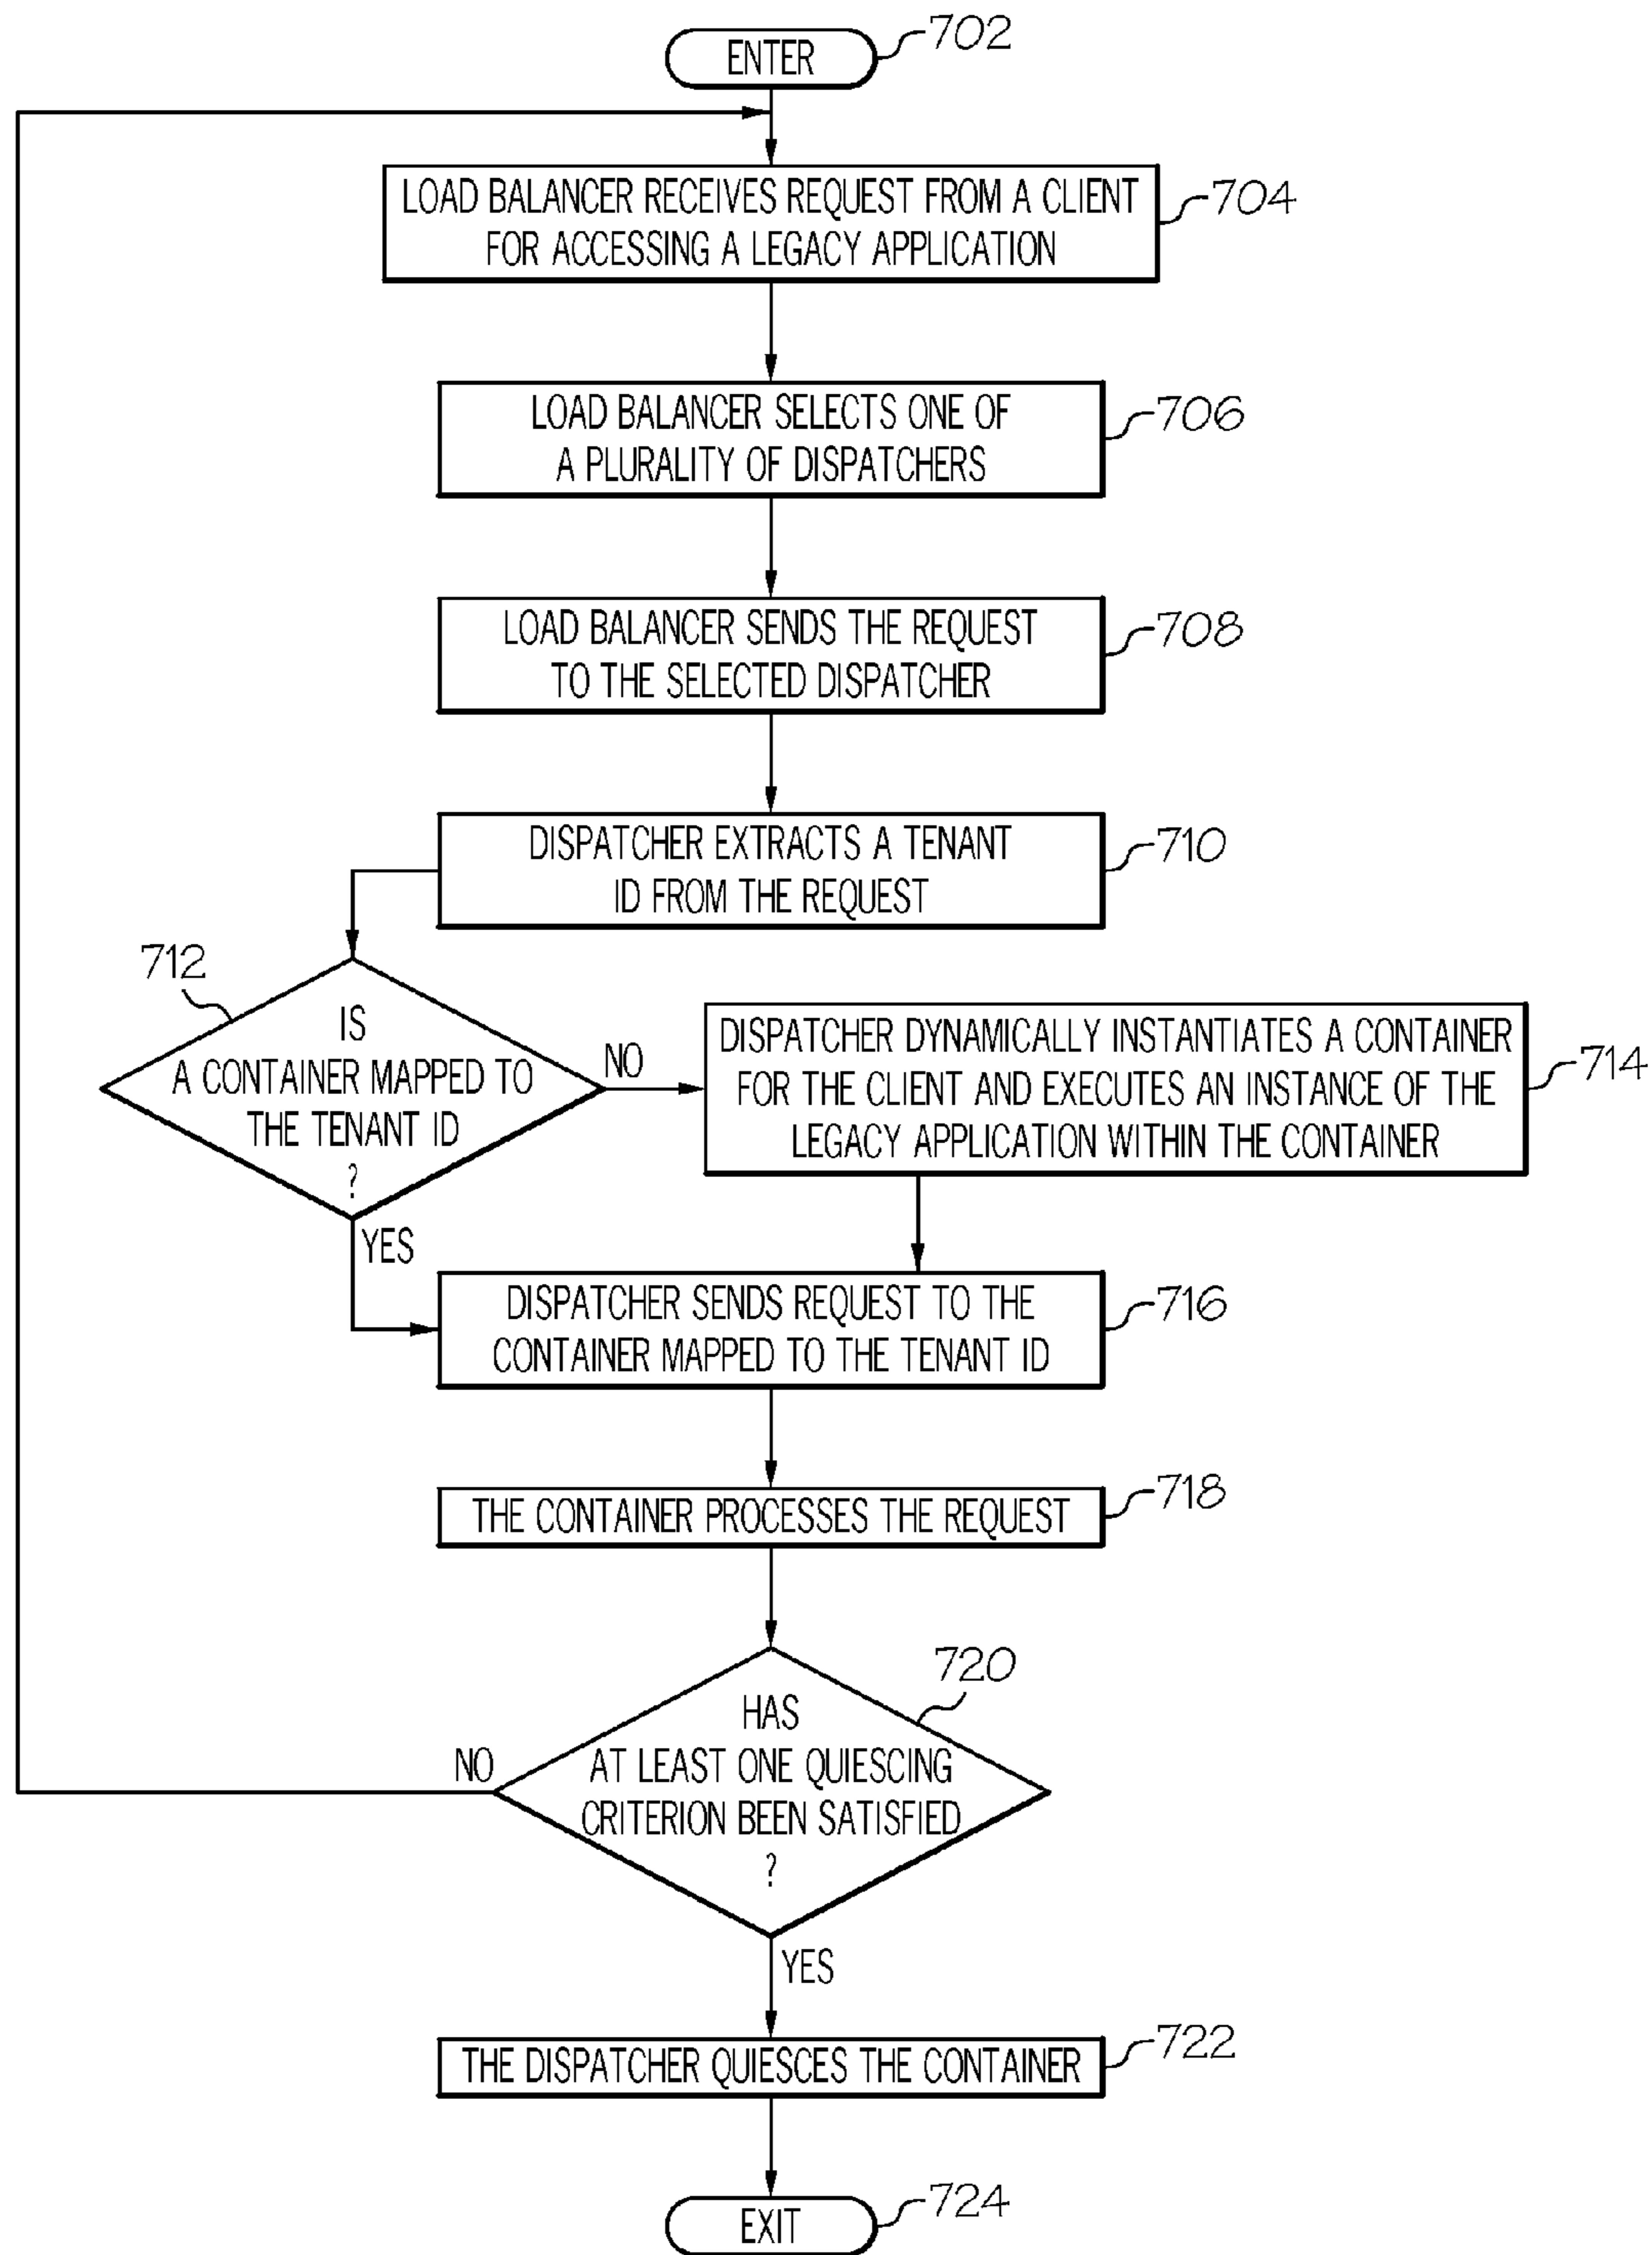 ENTER
702
LOAD BALANCER RECEIVES REQUEST FROM A CLIENT
FOR ACCESSING A LEGACY APPLICATION
704
LOAD BALANCER SELECTS ONE OF
A PLURALITY OF DISPATCHERS
706
LOAD BALANCER SENDS THE REQUEST
TO THE SELECTED DISPATCHER
708
DISPATCHER EXTRACTS A TENANT
ID FROM THE REQUEST
710
712
IS
A CONTAINER MAPPED TO
THE TENANT ID
?
NO
YES
DISPATCHER DYNAMICALLY INSTANTIATES A CONTAINER
FOR THE CLIENT AND EXECUTES AN INSTANCE OF THE
LEGACY APPLICATION WITHIN THE CONTAINER
714
DISPATCHER SENDS REQUEST TO THE
CONTAINER MAPPED TO THE TENANT ID
716
THE CONTAINER PROCESSES THE REQUEST
718
720
HAS
AT LEAST ONE QUIESCING
CRITERION BEEN SATISFIED
?
NO
YES
THE DISPATCHER QUIESCES THE CONTAINER
722
EXIT
724